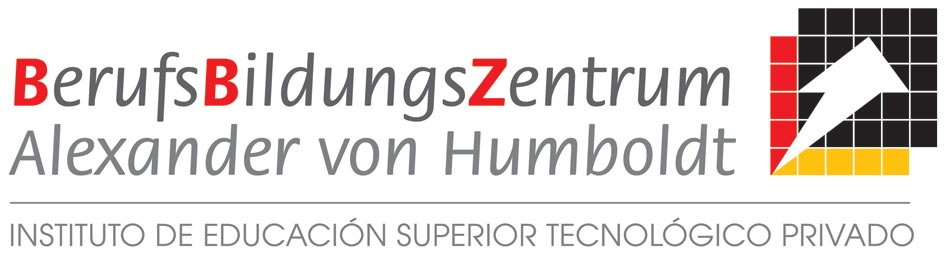 BerufsBildungsZentrum
Alexander von Humboldt
INSTITUTO DE EDUCACIÓN SUPERIOR TECNOLÓGICO PRIVADO